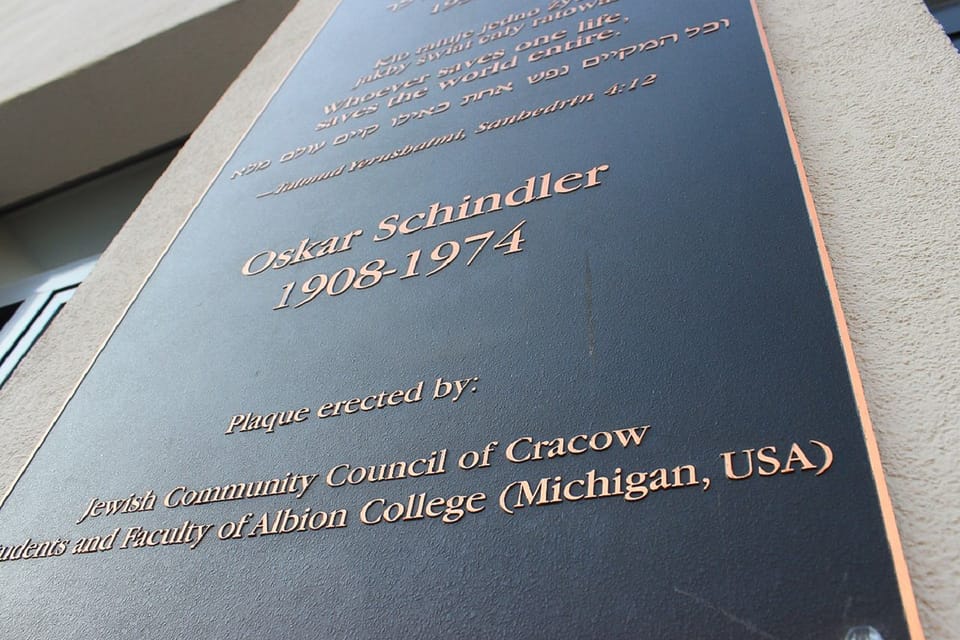 Kto ratuje jedno
jakby świat cały ratował
Whoever saves one life,
saves the world entire.
וכל המקיים נפש אחת כאילו קיים עולם מלא
—Talmud Yerushalmi, Sanhedrin 4:12
Oskar Schindler
1908-1974
Plaque erected by:
Jewish Community Council of Cracow
and Faculty of Albion College (Michigan, USA)